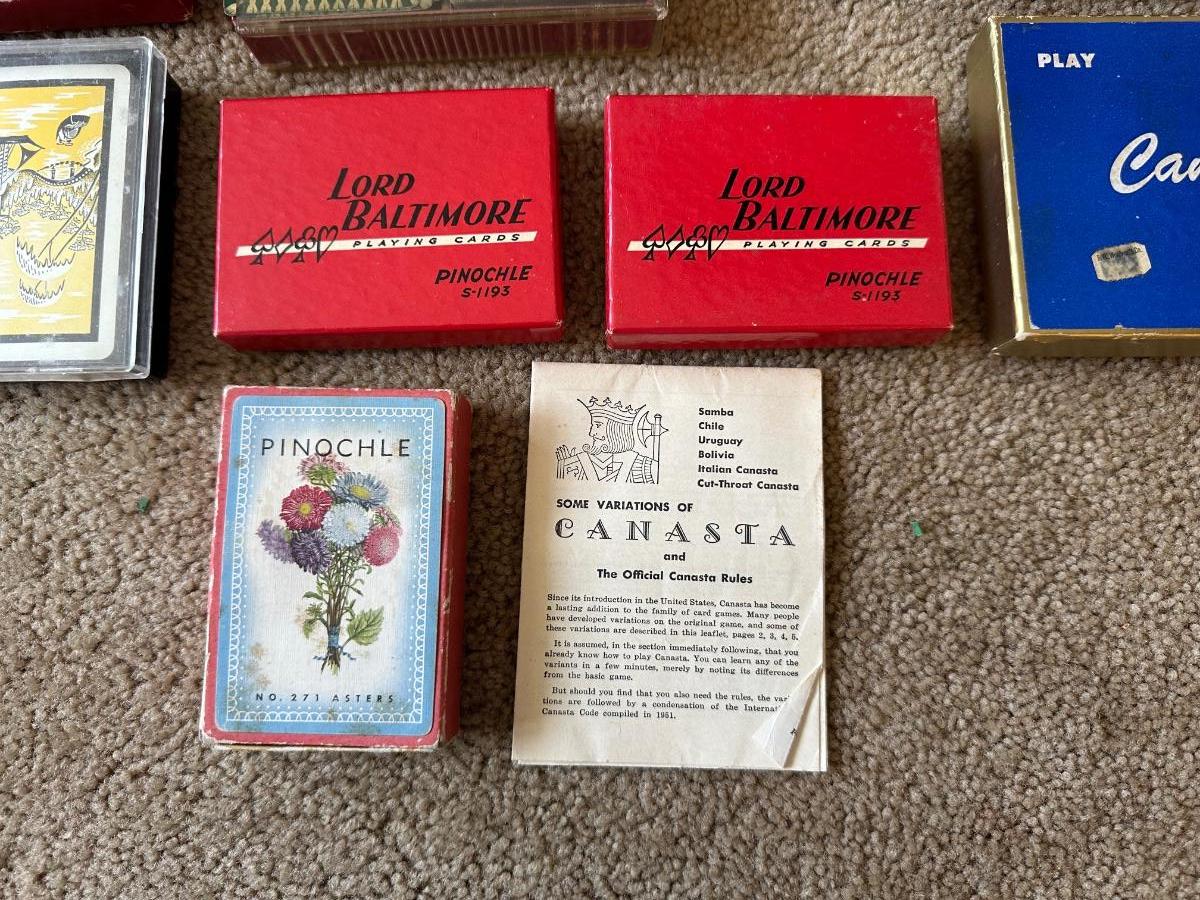 LORD
BALTIMORE
PLAYING CARDS
PINOCHLE
S-1193
LORD
BALTIMORE
PLAYING CARDS
PINOCHLE
S-1193
PLAY
Can
PINOCHLE
NO. 271 ASTERS
Samba
Chile
Uruguay
Bolivia
Italian Canasta
Cut-Throat Canasta
SOME VARIATIONS OF
CANASTA
and
The Official Canasta Rules
Since its introduction in the United States, Canasta has become
a lasting addition to the family of card games. Many people
have developed variations on the original game, and some of
these variations are described in this leaflet, pages 2, 3, 4, 5.
It is assumed, in the section immediately following, that you
already know how to play Canasta. You can learn any of the
variants in a few minutes, merely by noting its differences
from the basic game.
But should you find that you also need the rules, the vari
tions are followed by a condensation of the Internati
Canasta Code compiled in 1951.